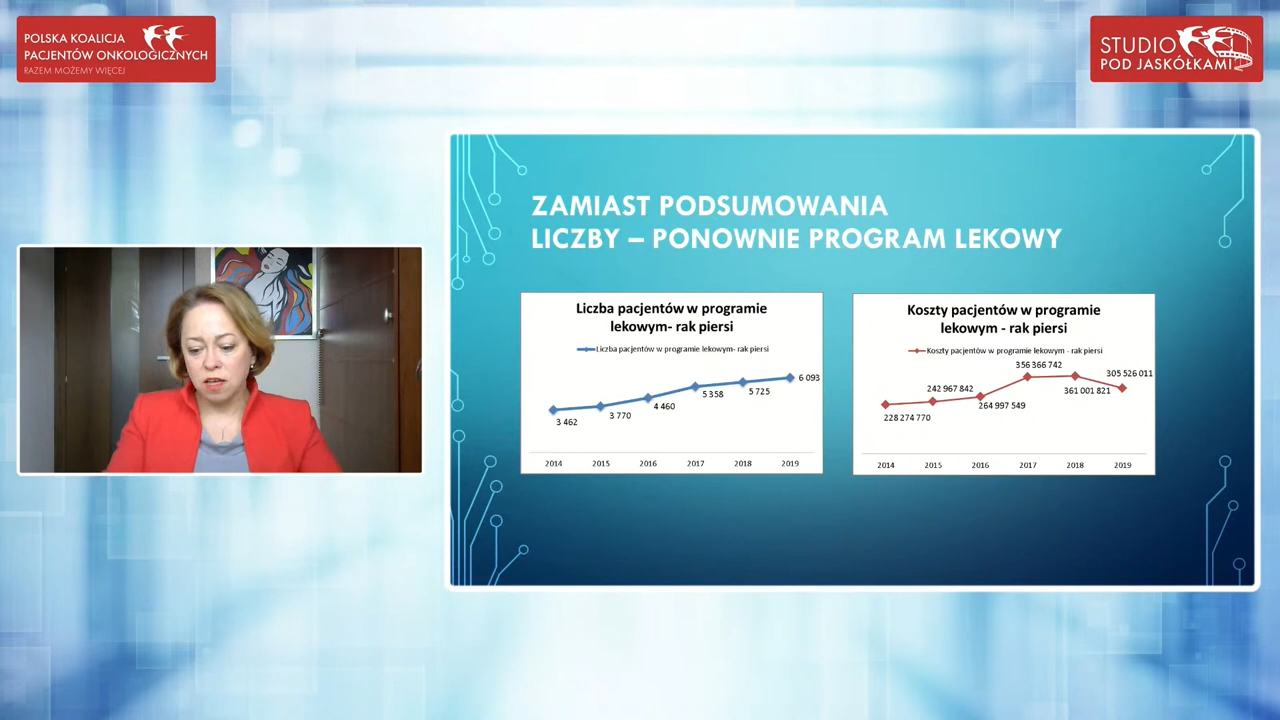 POLSKA KOALICJA
PACJENTÓW ONKOLOGICZNYCH
RAZEM MOŻEMY WIĘCEJ
STUDIO
POD JASKÓŁKAMI
ZAMIAST PODSUMOWANIA
LICZBY – PONOWNIE PROGRAM LEKOWY
Liczba pacjentów w programie
lekowym- rak piersi
Liczba pacjentów w programie lekowym- rak piersi
3 462
3 770
4 460
5 358
5 725
6 093
2014 2015 2016 2017 2018 2019
Koszty pacjentów w programie
lekowym - rak piersi
Koszty pacjentów w programie lekowym - rak piersi
228 274 770
242 967 842
264 997 549
356 366 742
361 001 821
305 526 011
2014 2015 2016 2017 2018 2019